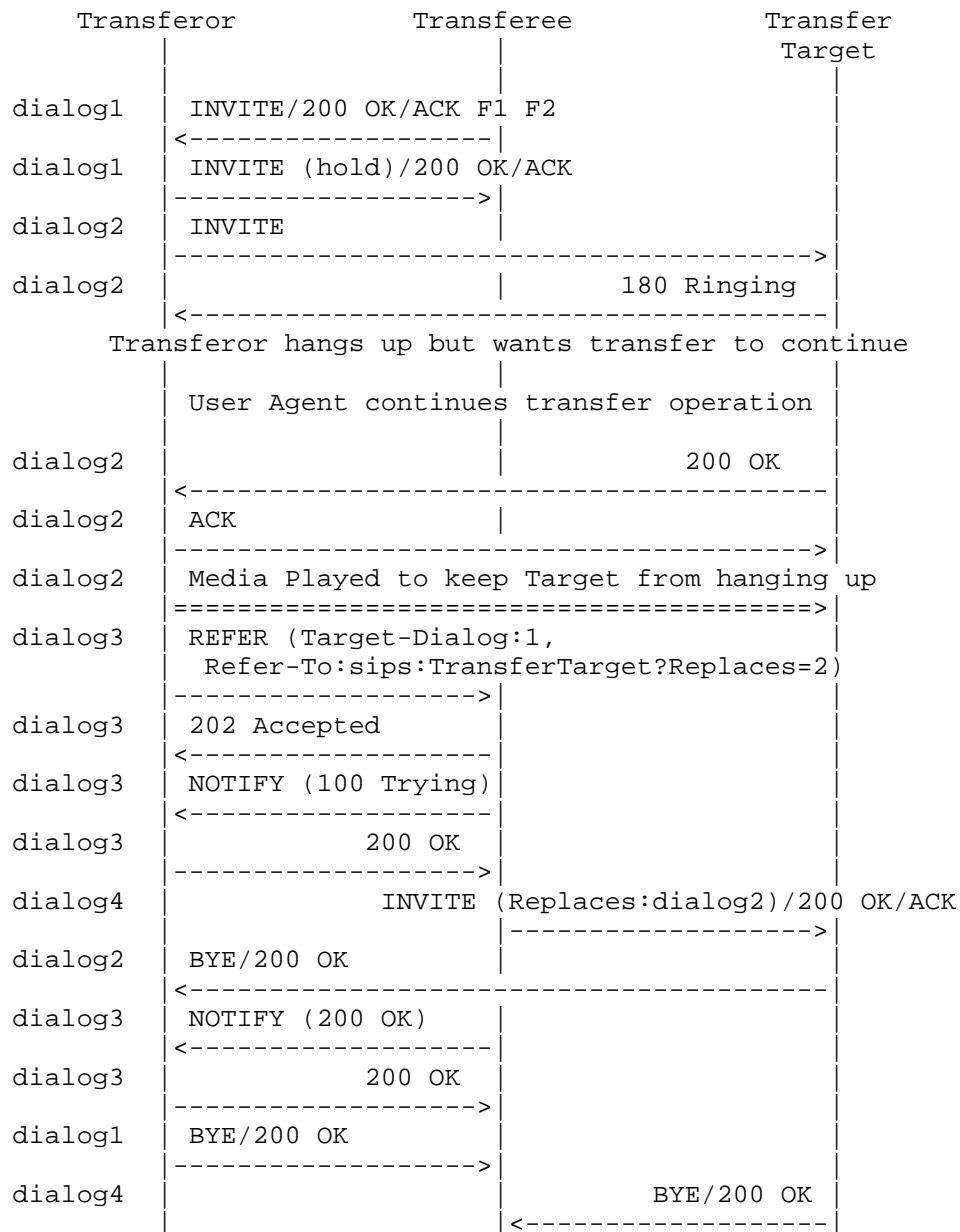 Transferor Transferee Transfer
Target
dialog1 INVITE/200 OK/ACK F1 F2
dialog1 INVITE (hold)/200 OK/ACK
dialog2 INVITE
dialog2 180 Ringing
Transferor hangs up but wants transfer to continue
User Agent continues transfer operation
dialog2 200 OK
dialog2 ACK
dialog2 Media Played to keep Target from hanging up
dialog3 REFER (Target-Dialog:1,
Refer-To:sips:TransferTarget?Replaces=2)
dialog3 202 Accepted
dialog3 NOTIFY (100 Trying)
dialog3 200 OK
dialog4 INVITE (Replaces:dialog2)/200 OK/ACK
dialog2 BYE/200 OK
dialog3 NOTIFY (200 OK)
dialog3 200 OK
dialog1 BYE/200 OK
dialog4 BYE/200 OK